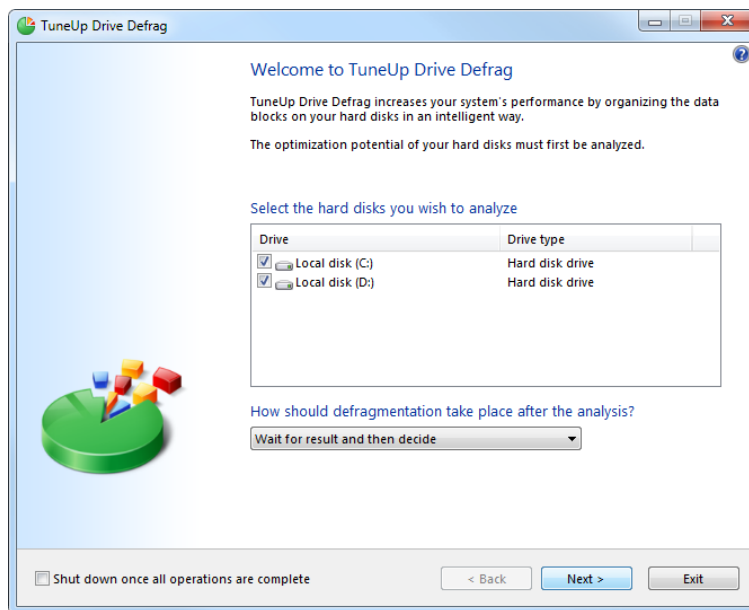 TuneUp Drive Defrag
Welcome to TuneUp Drive Defrag
TuneUp Drive Defrag increases your system's performance by organizing the data
blocks on your hard disks in an intelligent way.
The optimization potential of your hard disks must first be analyzed.
Select the hard disks you wish to analyze
Drive Drive type
Local disk (C:) Hard disk drive
Local disk (D:) Hard disk drive
How should defragmentation take place after the analysis?
Wait for result and then decide
Shut down once all operations are complete < Back Next > Exit